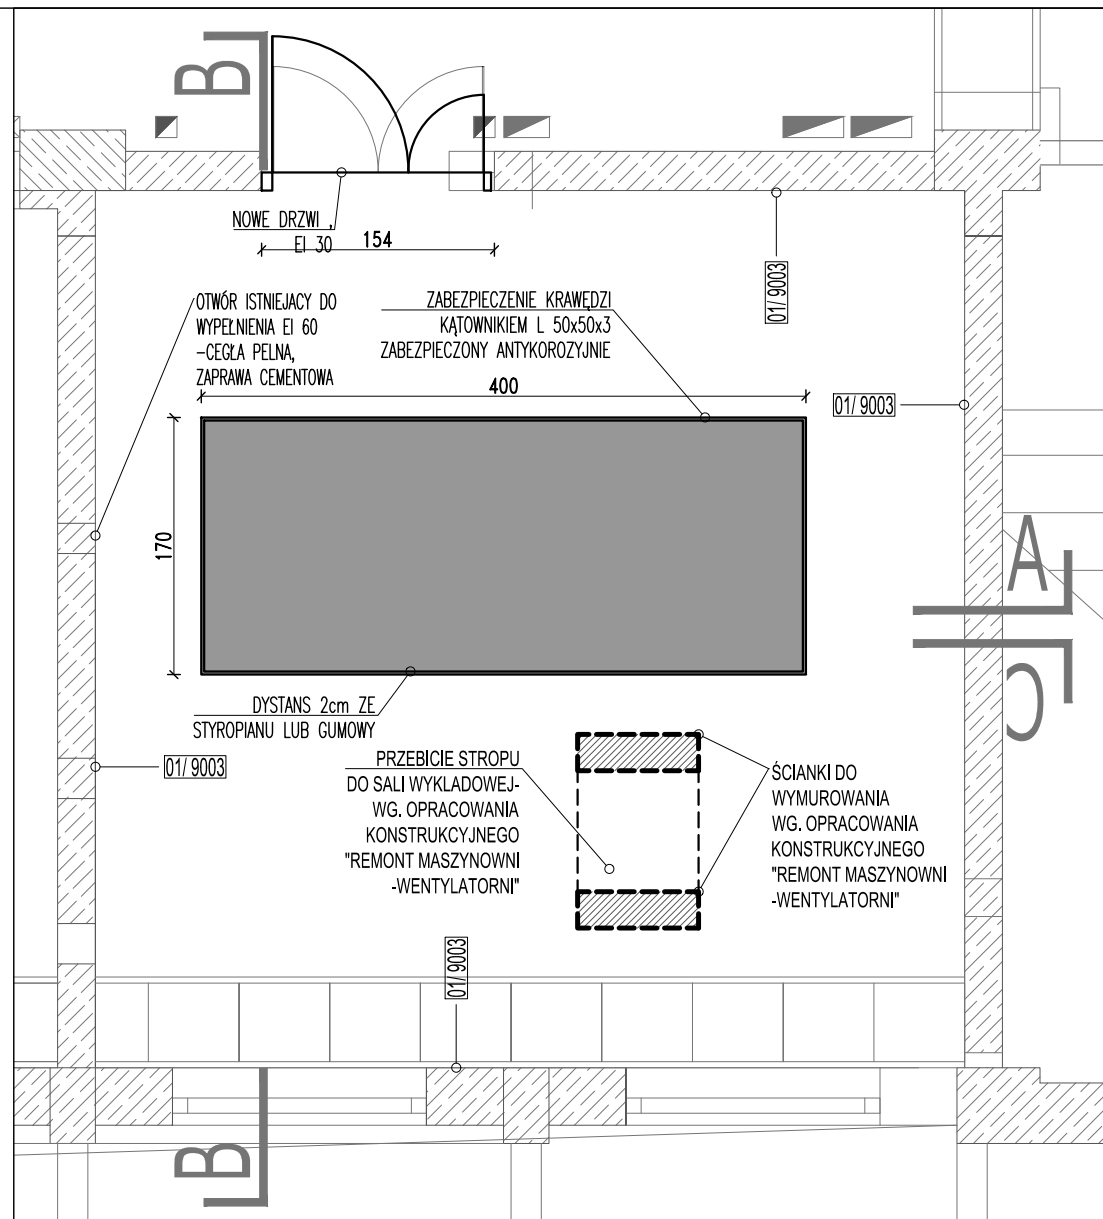 B
NOWE DRZWI ,
EI 30
154
01/ 9003
OTWÓR ISTNIEJACY DO
WYPEŁNIENIA EI 60
-CEGŁA PEŁNA,
ZAPRAWA CEMENTOWA
ZABEZPIECZENIE KRAWĘDZI
KĄTOWNIKIEM L 50x50x3
ZABEZPIECZONY ANTYKOROZYJNIE
400
01/ 9003
170
A
C
DYSTANS 2cm ZE
STYROPIANU LUB GUMOWY
01/ 9003
PRZEBICIE STROPU
DO SALI WYKLADOWEJ-
WG. OPRACOWANIA
KONSTRUKCYJNEGO
"REMONT MASZYNOWNI
-WENTYLATORNI"
ŚCIANKI DO
WYMUROWANIA
WG. OPRACOWANIA
KONSTRUKCYJNEGO
"REMONT MASZYNOWNI
-WENTYLATORNI"
01/ 9003
B